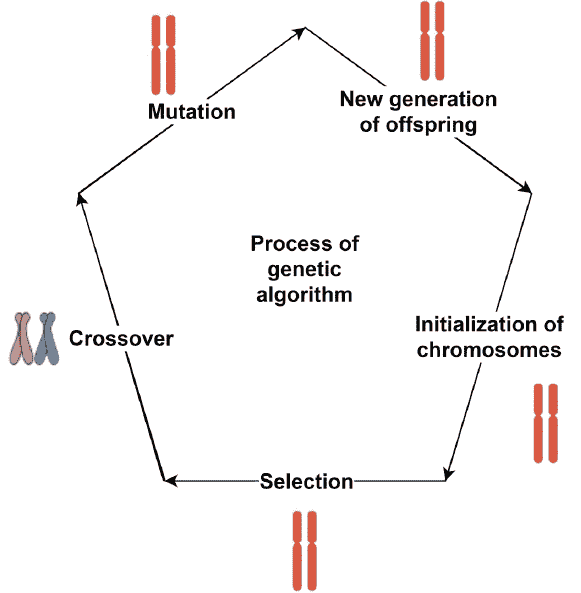 Mutation
New generation
of offspring
Process of
genetic
algorithm
Initialization of
chromosomes
Crossover
Selection